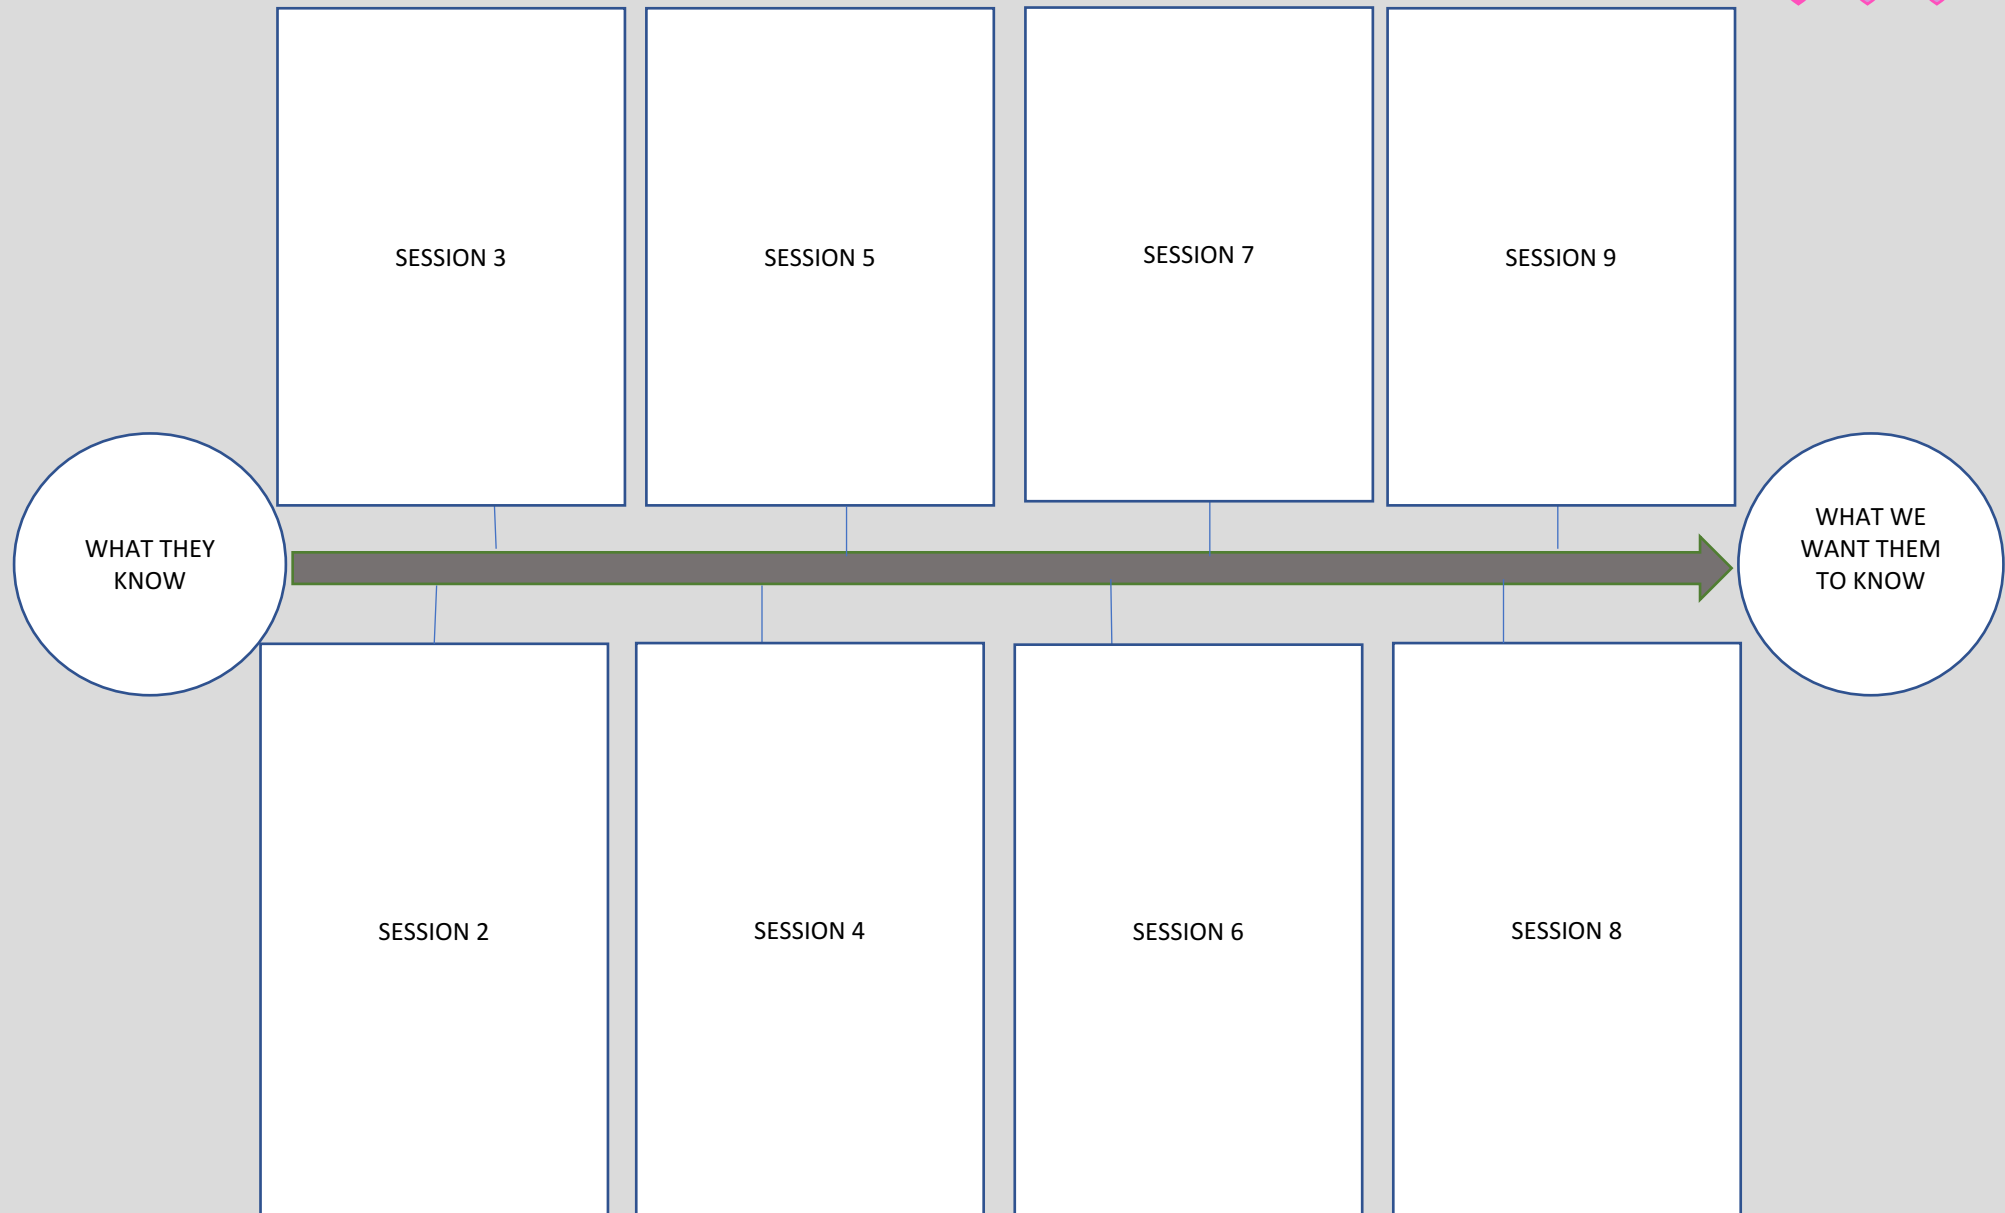 SESSION 3
SESSION 5
SESSION 7
SESSION 9
WHAT THEY
KNOW
WHAT WE
WANT THEM
TO KNOW
SESSION 2
SESSION 4
SESSION 6
SESSION 8